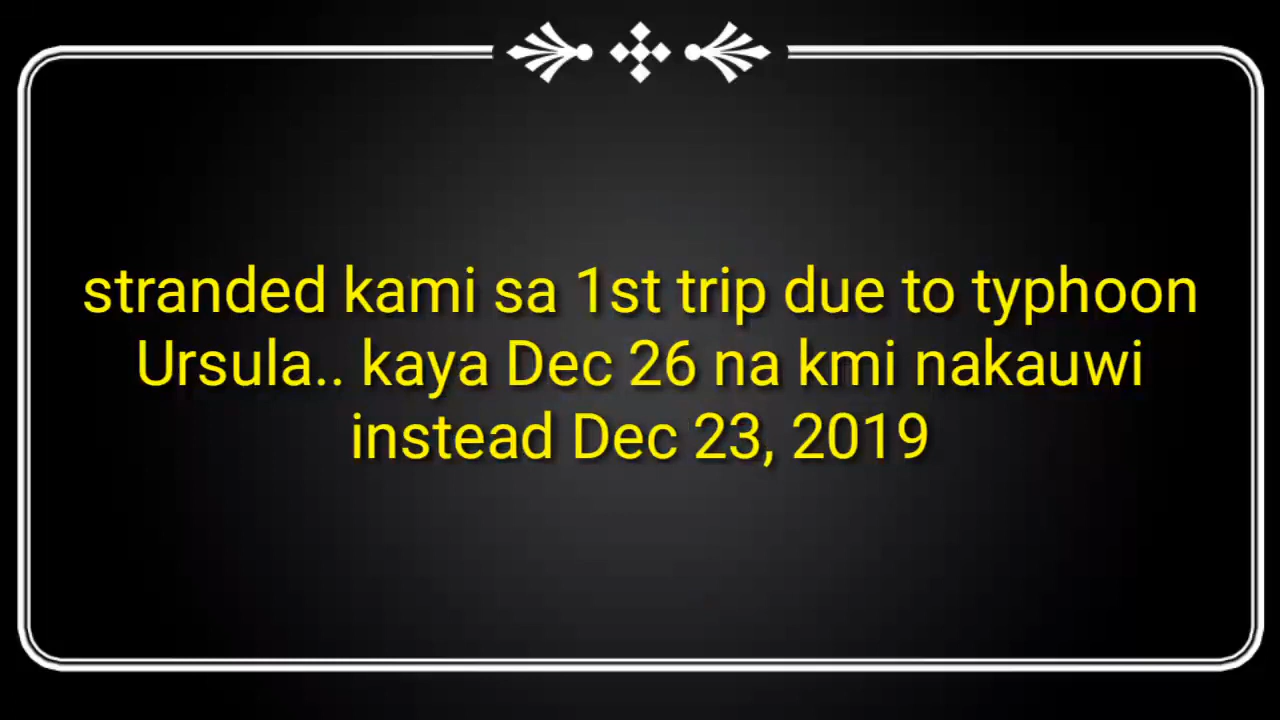 stranded kami sa 1st trip due to typhoon
Ursula.. kaya Dec 26 na kmi nakauwi
instead Dec 23, 2019